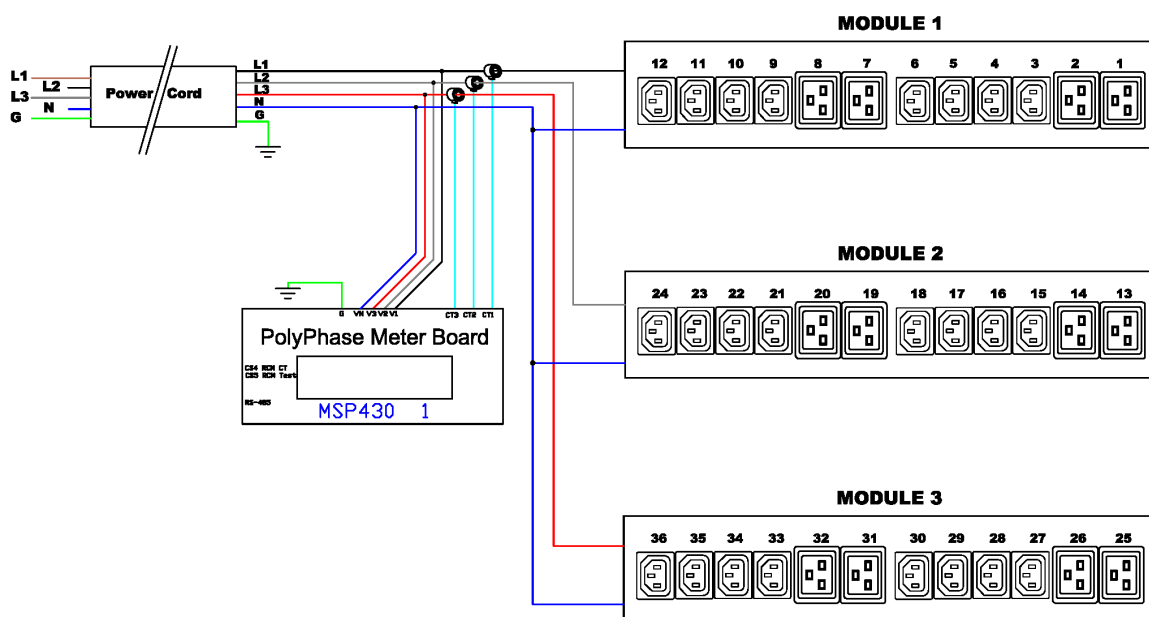 MODULE 1
L1
L2
L3
N
G
Power Cord
L1
L2
L3
N
G
12 11 10 9 8 7 6 5 4 3 2 1
MODULE 2
24 23 22 21 20 19 18 17 16 15 14 13
G VN V3 V2 V1 CT3 CT2 CT1
PolyPhase Meter Board
CS4 RCM CT
CS5 RCM Test
RS-485
MSP430 1
MODULE 3
36 35 34 33 32 31 30 29 28 27 26 25